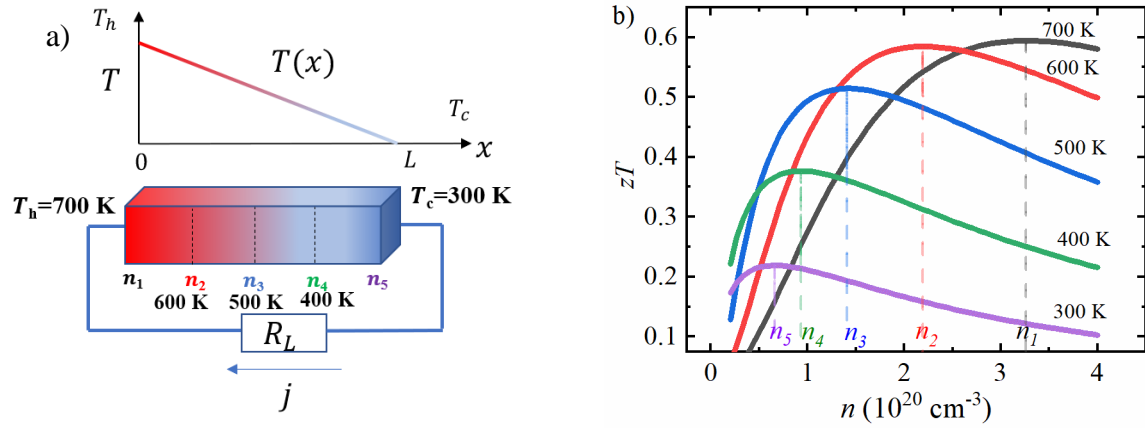 a)
T_h
T
T(x)
T_c
0
L
x
T_h=700 K
T_c=300 K
n_1
n_2
n_3
n_4
n_5
600 K
500 K
400 K
R_L
j
b)
0.6
0.5
0.4
0.3
0.2
0.1
zT
700 K
600 K
500 K
400 K
300 K
n_5
n_4
n_3
n_2
n_1
0
1
2
3
4
n (10^20 cm^-3)